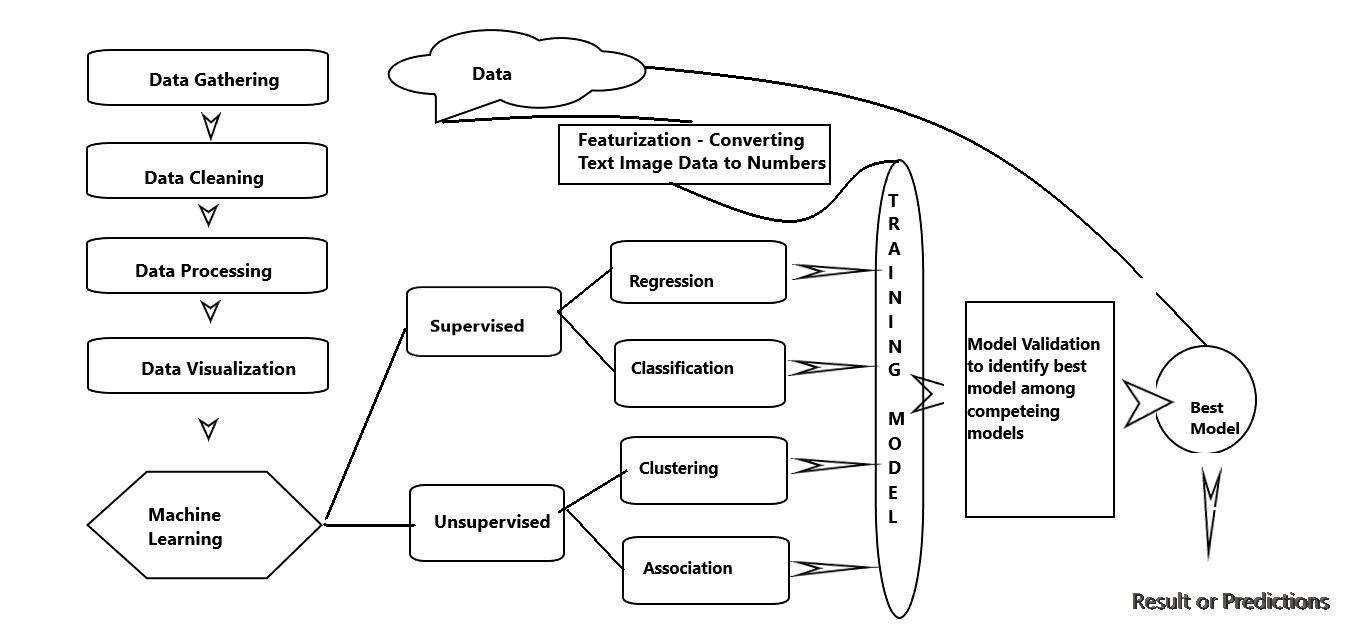 Data Gathering
Data Cleaning
Data Processing
Data Visualization
Machine
Learning
Data
Featurization - Converting
Text Image Data to Numbers
Supervised
Unsupervised
Regression
Classification
Clustering
Association
TRAINING MODEL
Model Validation
to identify best
model among
competeing
models
Best
Model
Result or Predictions